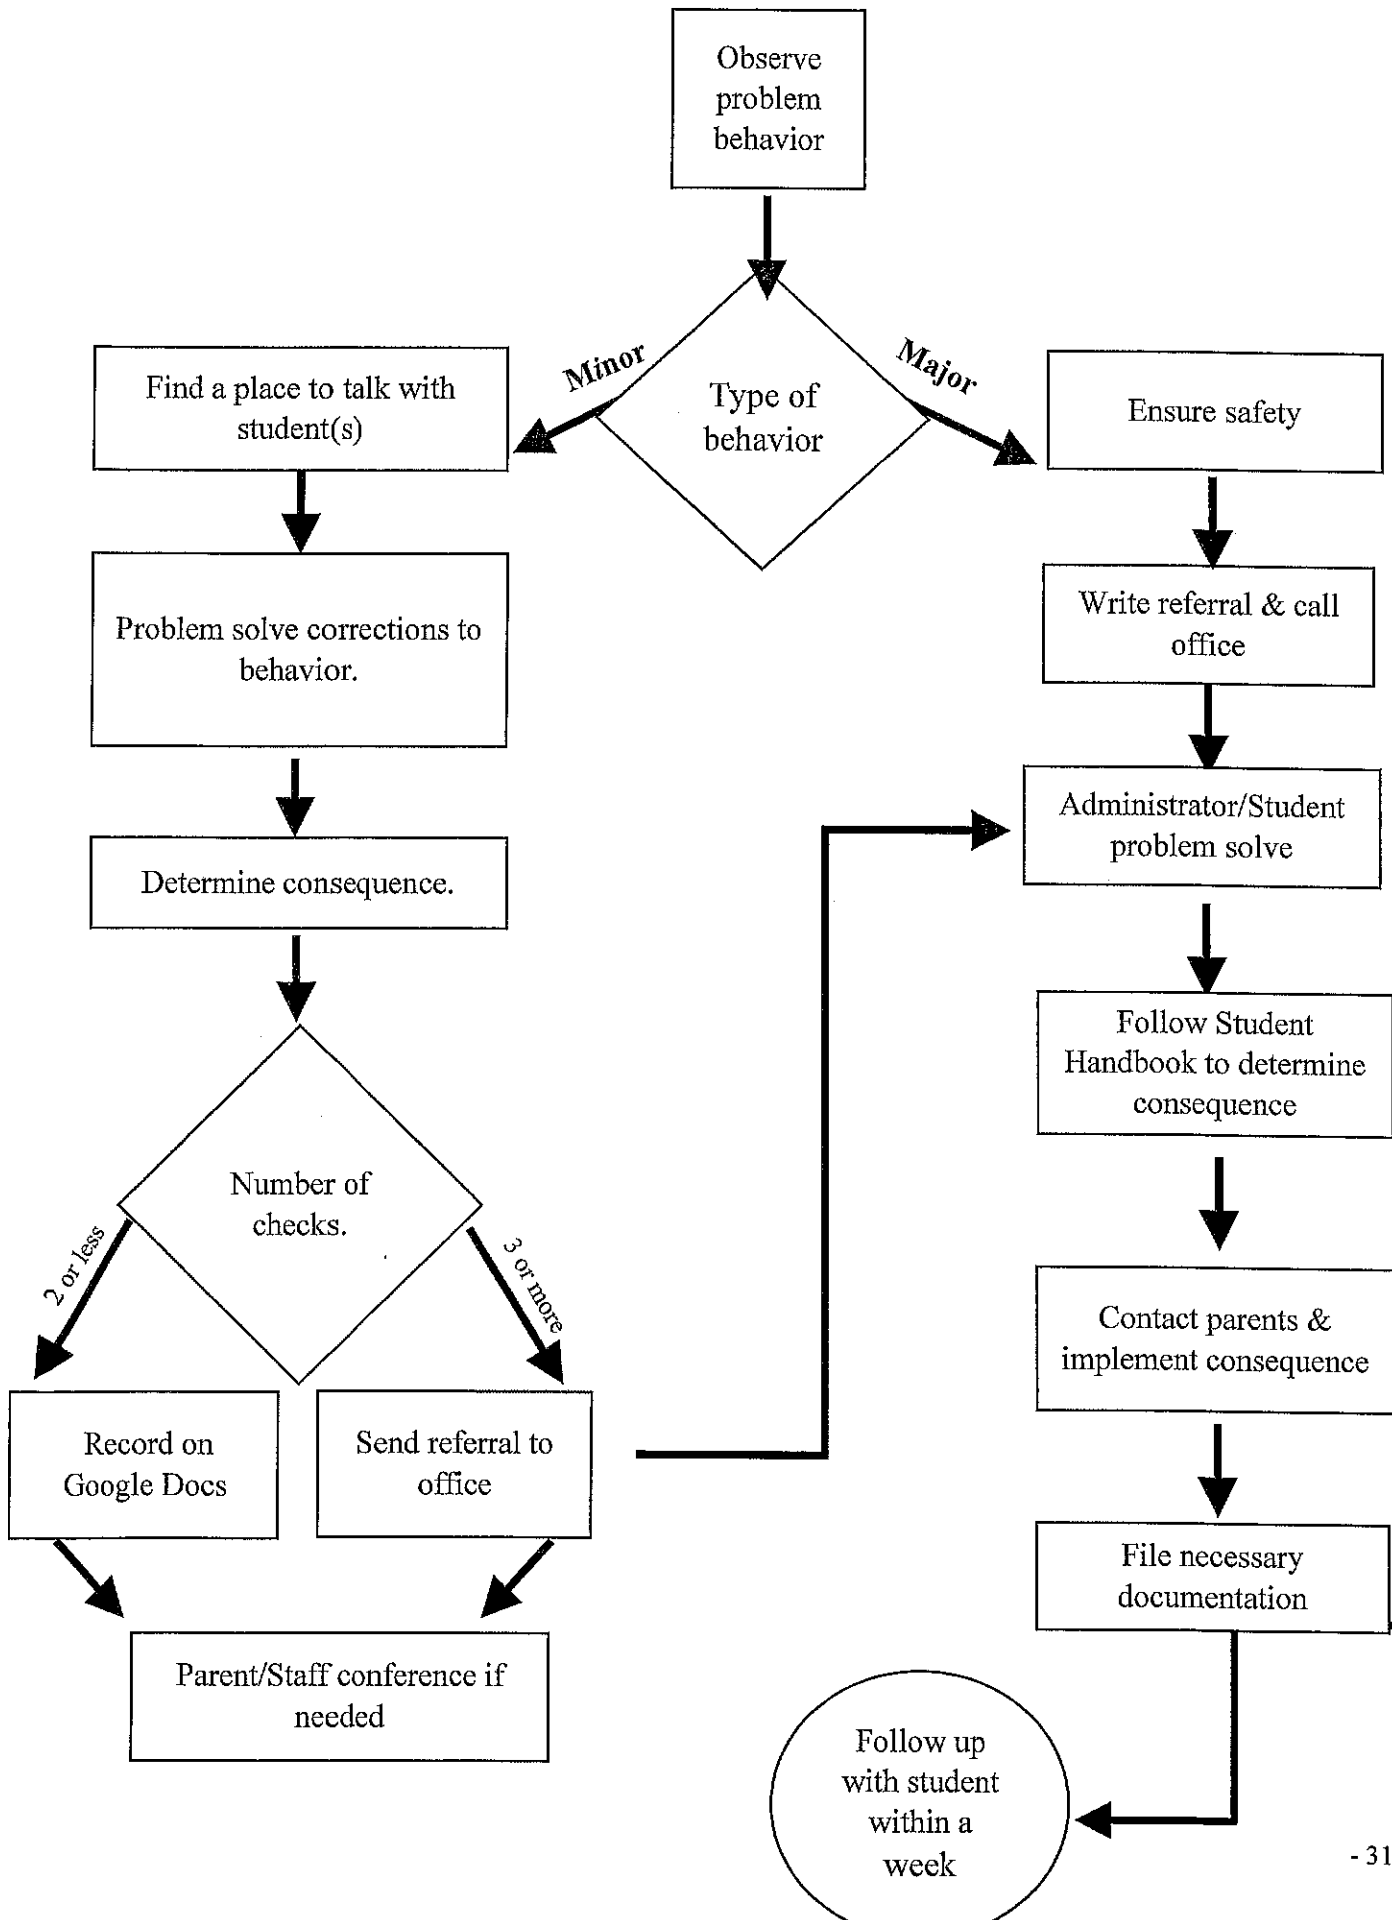 Observe
problem
behavior
Minor
Major
Type of
behavior
Find a place to talk with
student(s)
Problem solve corrections to
behavior.
Determine consequence.
Number of
checks.
2 or less
3 or more
Record on
Google Docs
Send referral to
office
Parent/Staff conference if
needed
Ensure safety
Write referral & call
office
Administrator/Student
problem solve
Follow Student
Handbook to determine
consequence
Contact parents &
implement consequence
File necessary
documentation
Follow up
with student
within a
week
- 31